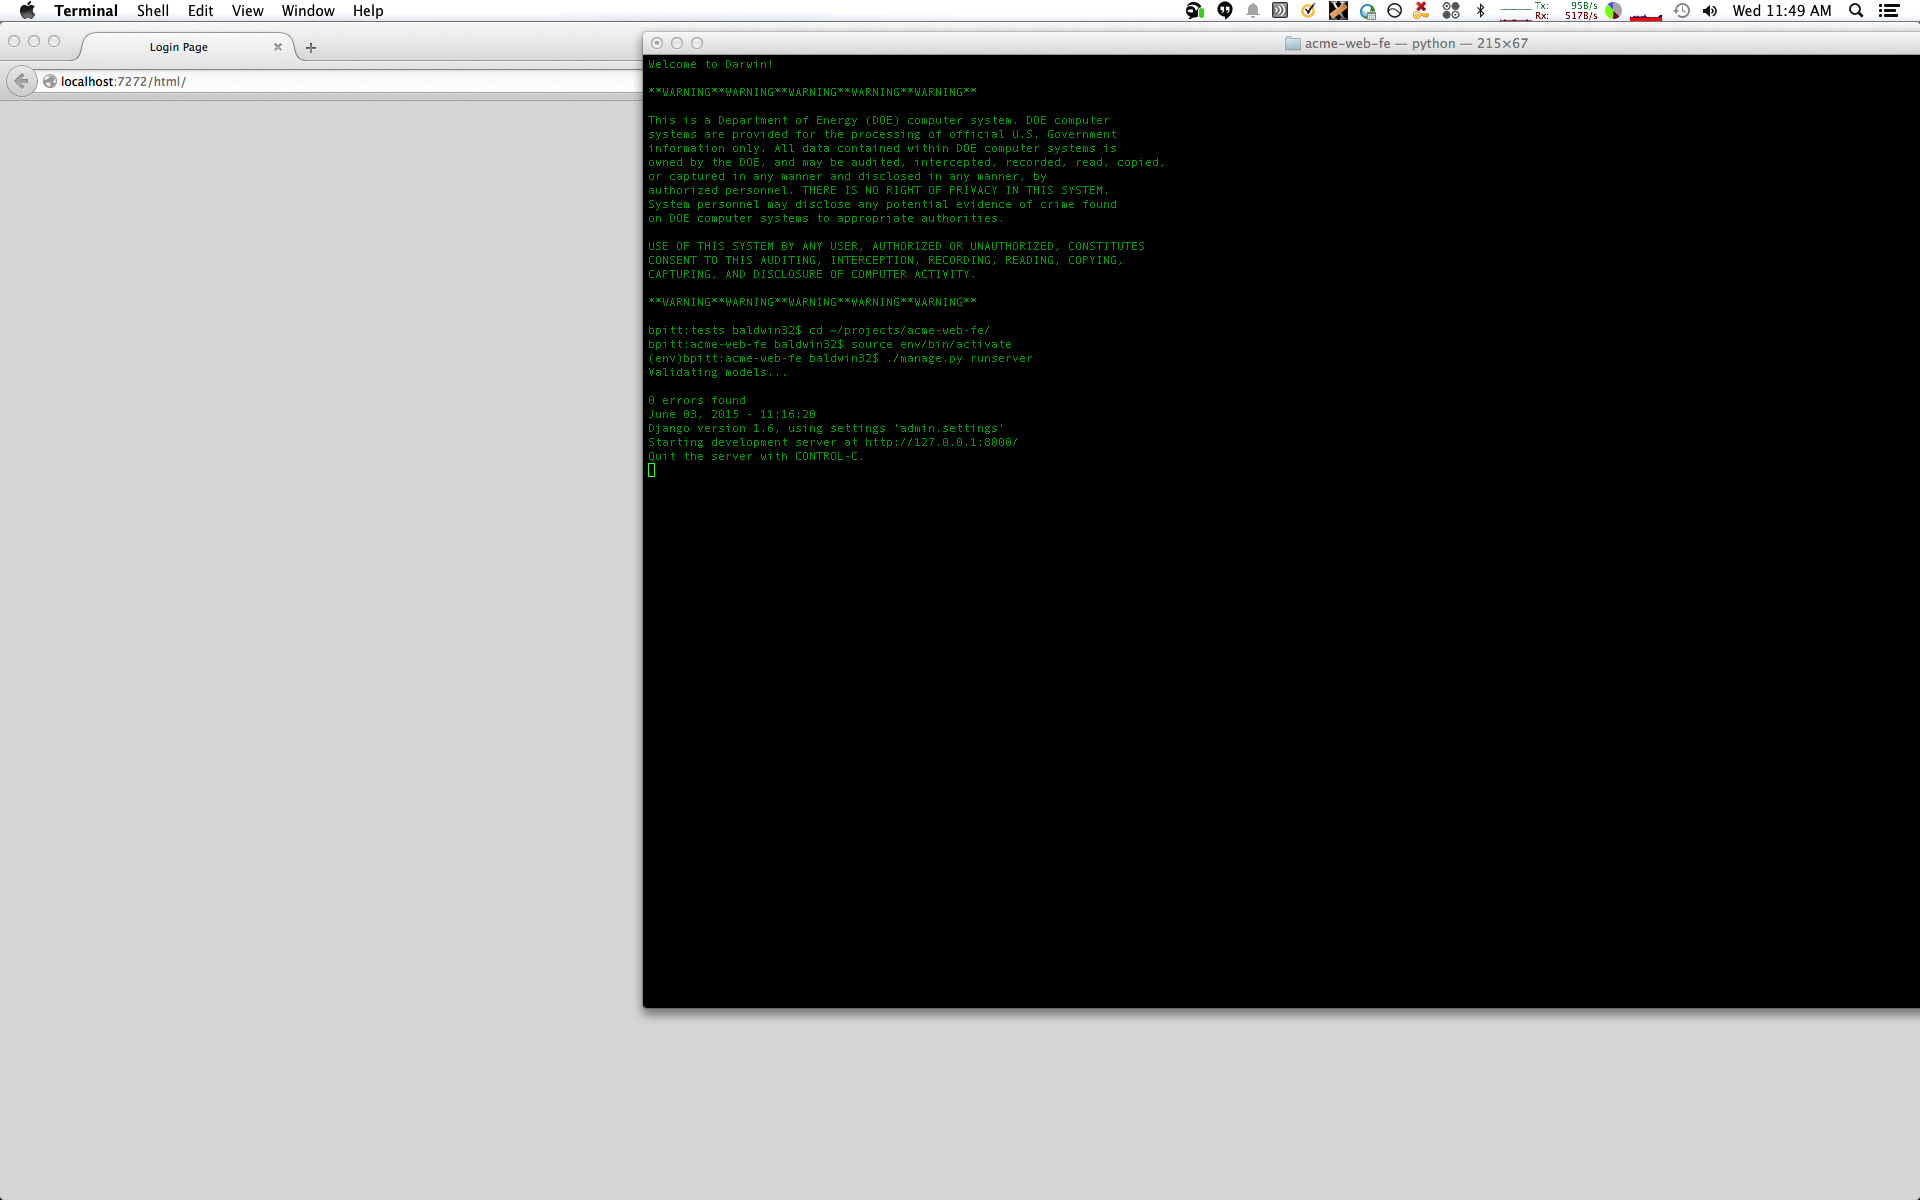 Terminal Shell Edit View Window Help
Tx: 95B/s
Rx: 517B/s
Wed 11:49 AM
Login Page
localhost:7272/html/
acme-web-fe — python — 215×67
Welcome to Darwin!
**WARNING**WARNING**WARNING**WARNING**WARNING**
This is a Department of Energy (DOE) computer system. DOE computer
systems are provided for the processing of official U.S. Government
information only. All data contained within DOE computer systems is
owned by the DOE, and may be audited, intercepted, recorded, read, copied,
or captured in any manner and disclosed in any manner, by
authorized personnel. THERE IS NO RIGHT OF PRIVACY IN THIS SYSTEM.
System personnel may disclose any potential evidence of crime found
on DOE computer systems to appropriate authorities.
USE OF THIS SYSTEM BY ANY USER, AUTHORIZED OR UNAUTHORIZED, CONSTITUTES
CONSENT TO THIS AUDITING, INTERCEPTION, RECORDING, READING, COPYING,
CAPTURING, AND DISCLOSURE OF COMPUTER ACTIVITY.
**WARNING**WARNING**WARNING**WARNING**WARNING**
bpitt:tests baldwin32$ cd ~/projects/acme-web-fe/
bpitt:acme-web-fe baldwin32$ source env/bin/activate
(env)bpitt:acme-web-fe baldwin32$ ./manage.py runserver
Validating models...
0 errors found
June 03, 2015 - 11:16:20
Django version 1.6, using settings 'admin.settings'
Starting development server at http://127.0.0.1:8000/
Quit the server with CONTROL-C.